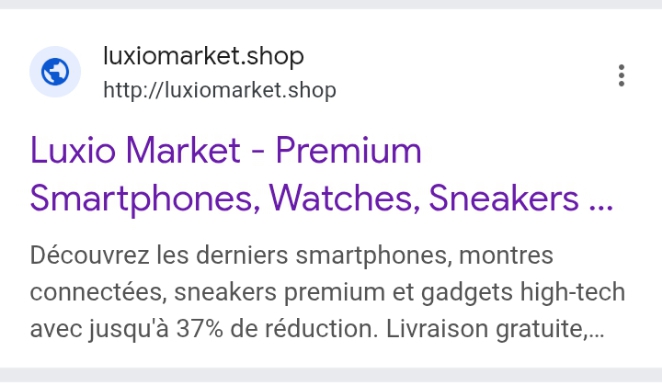 luxiomarket.shop
http://luxiomarket.shop
Luxio Market - Premium
Smartphones, Watches, Sneakers ...
Découvrez les derniers smartphones, montres
connectées, sneakers premium et gadgets high-tech
avec jusqu'à 37% de réduction. Livraison gratuite,...